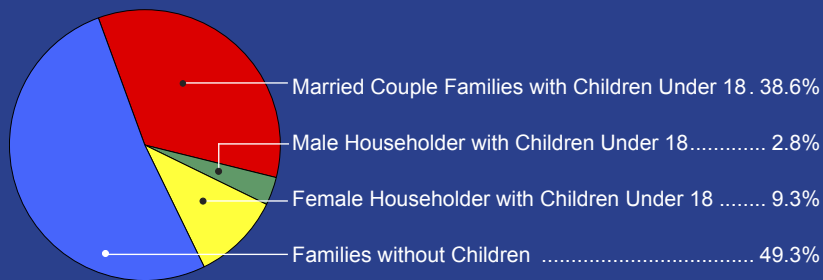 Married Couple Families with Children Under 18. 38.6%
Male Householder with Children Under 18............. 2.8%
Female Householder with Children Under 18 ........ 9.3%
Families without Children .................................... 49.3%